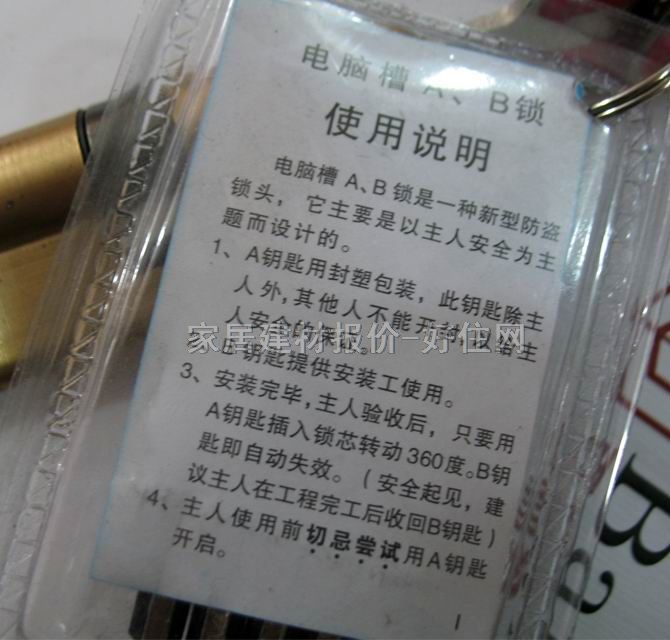 电脑槽 A、B锁
使用说明
电脑槽 A、B 锁是一种新型防盗
锁头，它主要是以主人安全为主
题而设计的。
1、A钥匙用封塑包装，此钥匙除主
人外，其他人不能开
人安全的
家居建材报价-好住网
B钥匙提供安装工使用。
3、安装完毕，主人验收后，只要用
A钥匙插入锁芯转动360度。B钥
匙即自动失效。（安全起见，建
议主人在工程完工后收回B钥匙）
4、主人使用前切忌尝试用A钥匙
开启。
1